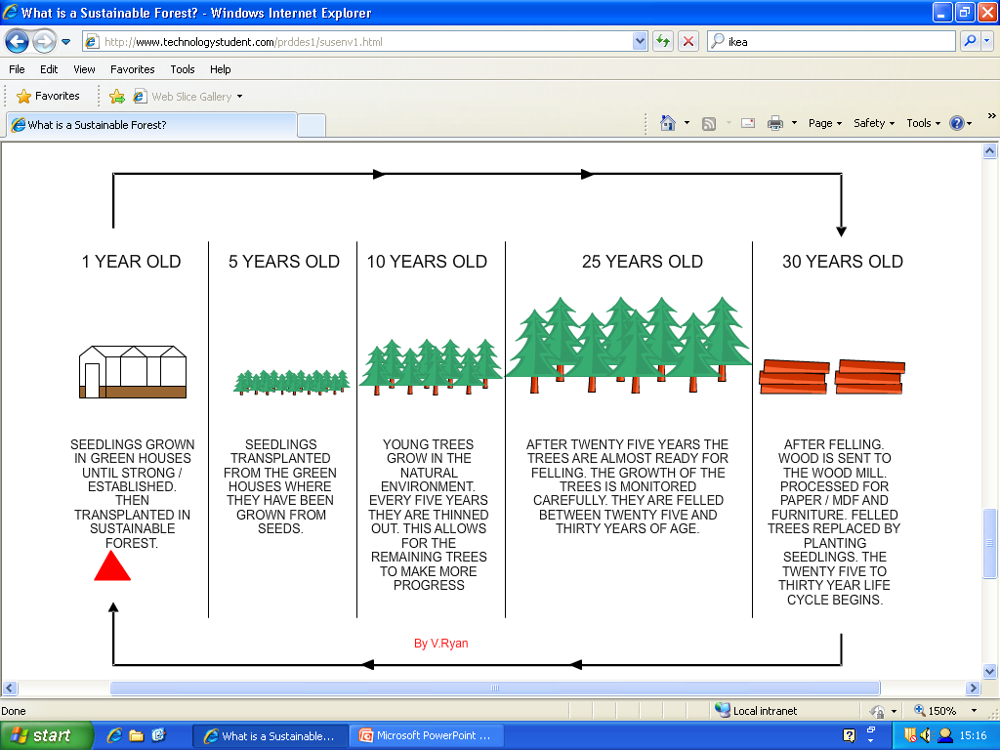 What is a Sustainable Forest? - Windows Internet Explorer
http://www.technologystudent.com/prddes1/susenv1.html
ikea
File Edit View Favorites Tools Help
Favorites Web Slice Gallery
What is a Sustainable Forest?
Page Safety Tools
1 YEAR OLD
5 YEARS OLD
10 YEARS OLD
25 YEARS OLD
30 YEARS OLD
SEEDLINGS GROWN
IN GREEN HOUSES
UNTIL STRONG /
ESTABLISHED.
THEN
TRANSPLANTED IN
SUSTAINABLE
FOREST.
SEEDLINGS
TRANSPLANTED
FROM THE GREEN
HOUSES WHERE
THEY HAVE BEEN
GROWN FROM
SEEDS.
YOUNG TREES
GROW IN THE
NATURAL
ENVIRONMENT.
EVERY FIVE YEARS
THEY ARE THINNED
OUT. THIS ALLOWS
FOR THE
REMAINING TREES
TO MAKE MORE
PROGRESS
AFTER TWENTY FIVE YEARS THE
TREES ARE ALMOST READY FOR
FELLING. THE GROWTH OF THE
TREES IS MONITORED
CAREFULLY. THEY ARE FELLED
BETWEEN TWENTY FIVE AND
THIRTY YEARS OF AGE.
AFTER FELLING.
WOOD IS SENT TO
THE WOOD MILL.
PROCESSED FOR
PAPER / MDF AND
FURNITURE. FELLED
TREES REPLACED BY
PLANTING
SEEDLINGS. THE
TWENTY FIVE TO
THIRTY YEAR LIFE
CYCLE BEGINS.
By V.Ryan
Done
Local intranet
150%
start
What is a Sustainable...
Microsoft PowerPoint ...
15:16